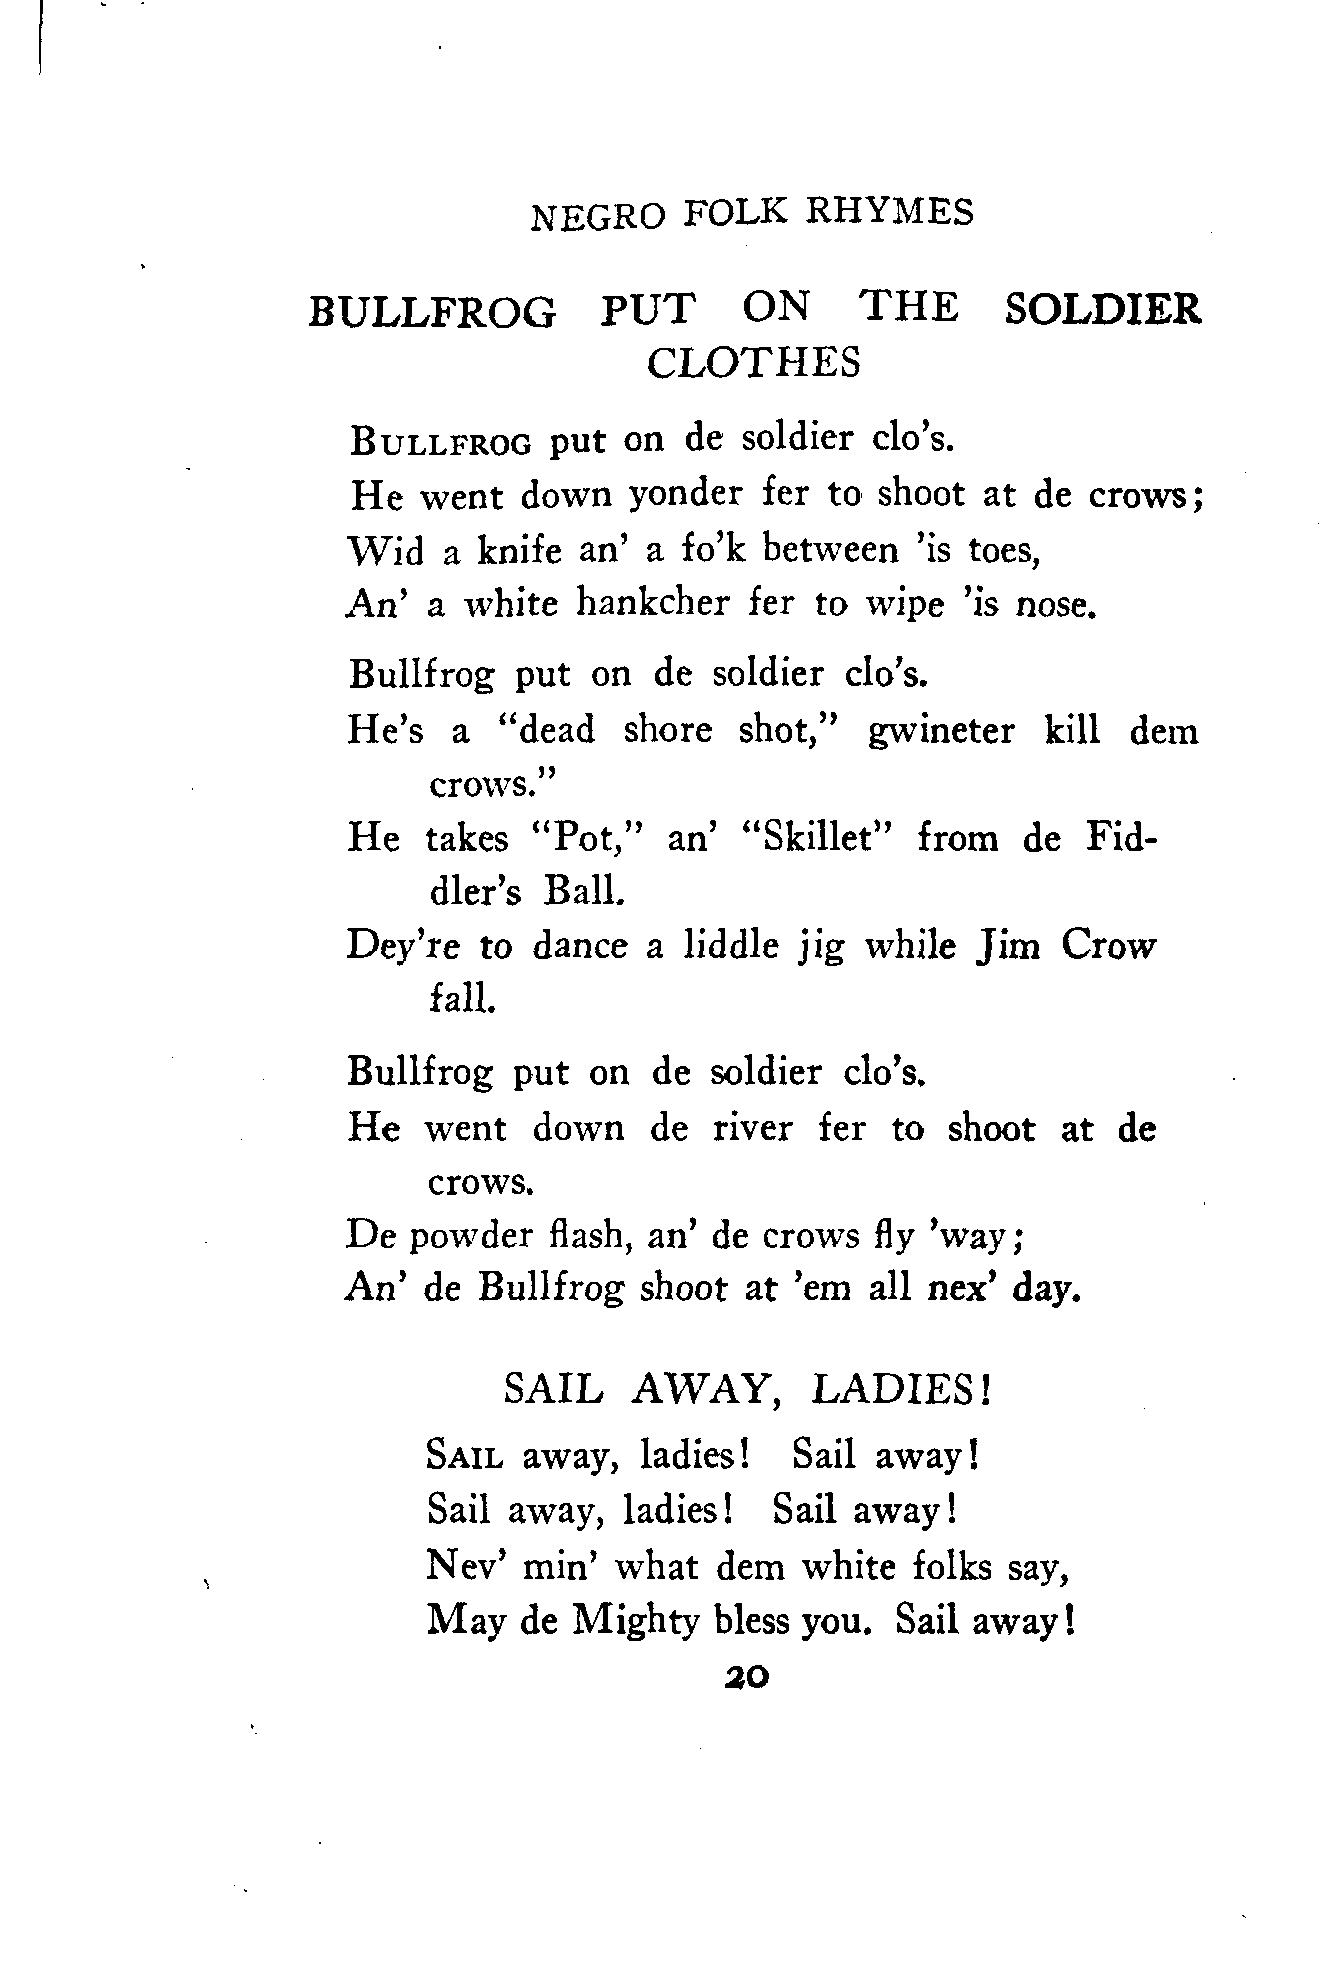 NEGRO FOLK RHYMES
BULLFROG PUT ON THE SOLDIER
CLOTHES
BULLFROG put on de soldier clo's.
He went down yonder fer to shoot at de crows;
Wid a knife an' a fo'k between 'is toes,
An' a white hankcher fer to wipe 'is nose.
Bullfrog put on de soldier clo's.
He's a "dead shore shot," gwineter kill dem
crows."
He takes "Pot," an' "Skillet" from de Fid-
dler's Ball.
Dey're to dance a liddle jig while Jim Crow
fall.
Bullfrog put on de soldier clo's.
He went down de river fer to shoot at de
crows.
De powder flash, an' de crows fly 'way;
An' de Bullfrog shoot at 'em all nex' day.
SAIL AWAY, LADIES!
SAIL away, ladies! Sail away!
Sail away, ladies! Sail away!
Nev' min' what dem white folks say,
May de Mighty bless you. Sail away!
20